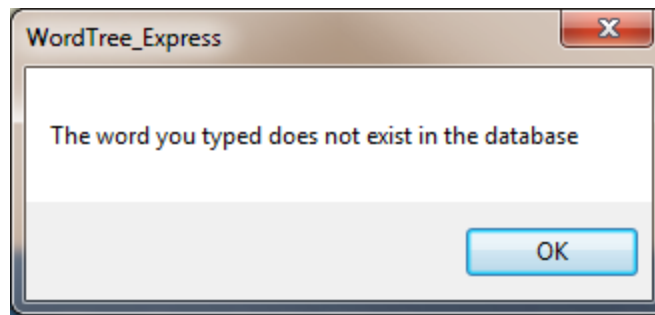 WordTree_Express
The word you typed does not exist in the database
OK